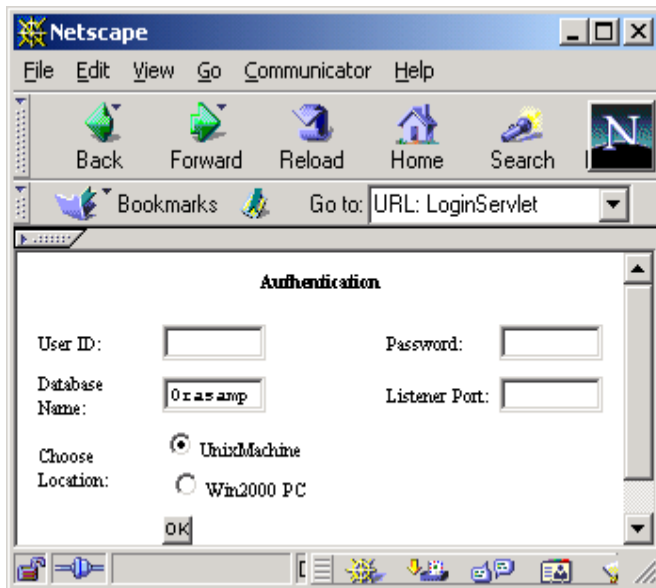 Netscape
File Edit View Go Communicator Help
Back Forward Reload Home Search
N
Bookmarks Go to: URL: LoginServlet
Authentication
User ID: Password:
Database Name: Orasamp Listener Port:
Choose Location: UnixMachine
Win2000 PC
OK